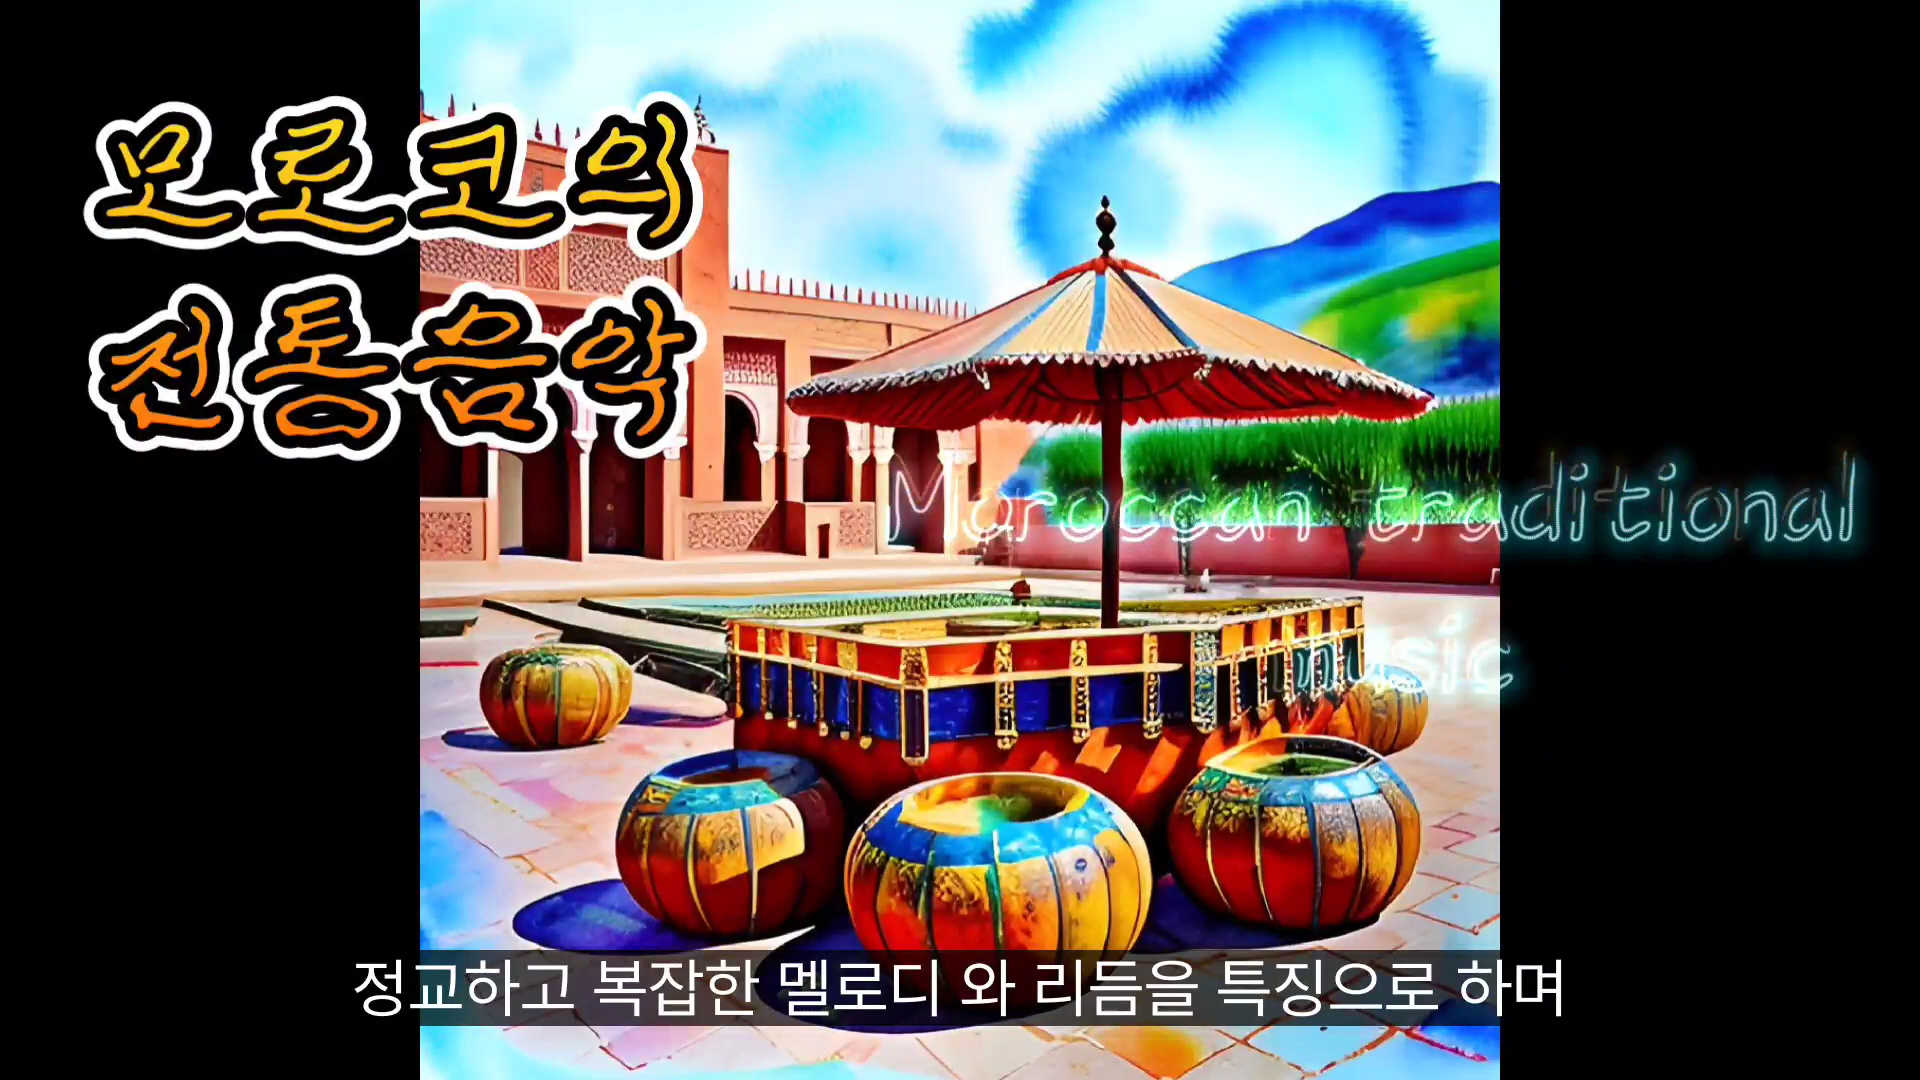 모로코의
전통음악
Moroccan traditional
music
정교하고 복잡한 멜로디 와 리듬을 특징으로 하며